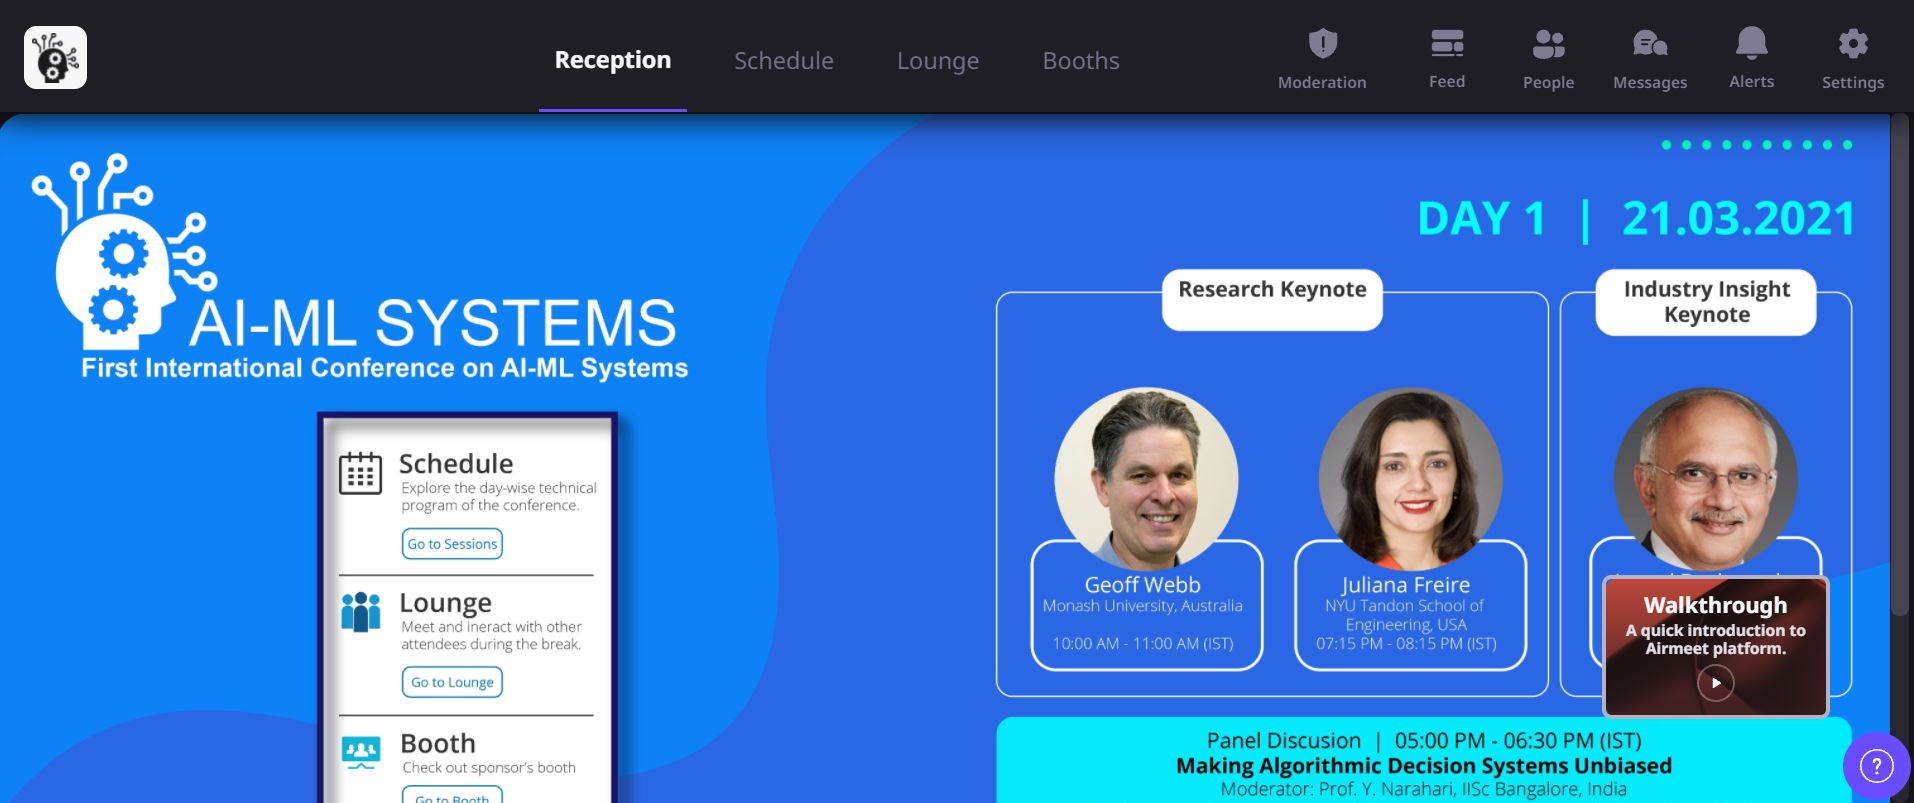 Reception
Schedule
Lounge
Booths
Moderation
Feed
People
Messages
Alerts
Settings
AI-ML SYSTEMS
First International Conference on AI-ML Systems
Schedule
Explore the day-wise technical
program of the conference.
Go to Sessions
Lounge
Meet and ineract with other
attendees during the break.
Go to Lounge
Booth
Check out sponsor's booth
Go to Booth
DAY 1 | 21.03.2021
Research Keynote
Geoff Webb
Monash University, Australia
10:00 AM - 11:00 AM (IST)
Juliana Freire
NYU Tandon School of
Engineering, USA
07:15 PM - 08:15 PM (IST)
Industry Insight
Keynote
Walkthrough
A quick introduction to
Airmeet platform.
Panel Discusion | 05:00 PM - 06:30 PM (IST)
Making Algorithmic Decision Systems Unbiased
Moderator: Prof. Y. Narahari, IISc Bangalore, India
?